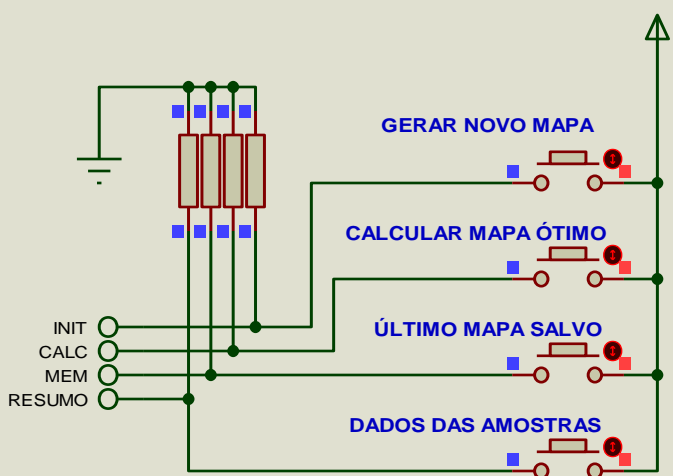 GERAR NOVO MAPA
CALCULAR MAPA ÓTIMO
INIT
ÚLTIMO MAPA SALVO
CALC
MEM
RESUMO
DADOS DAS AMOSTRAS